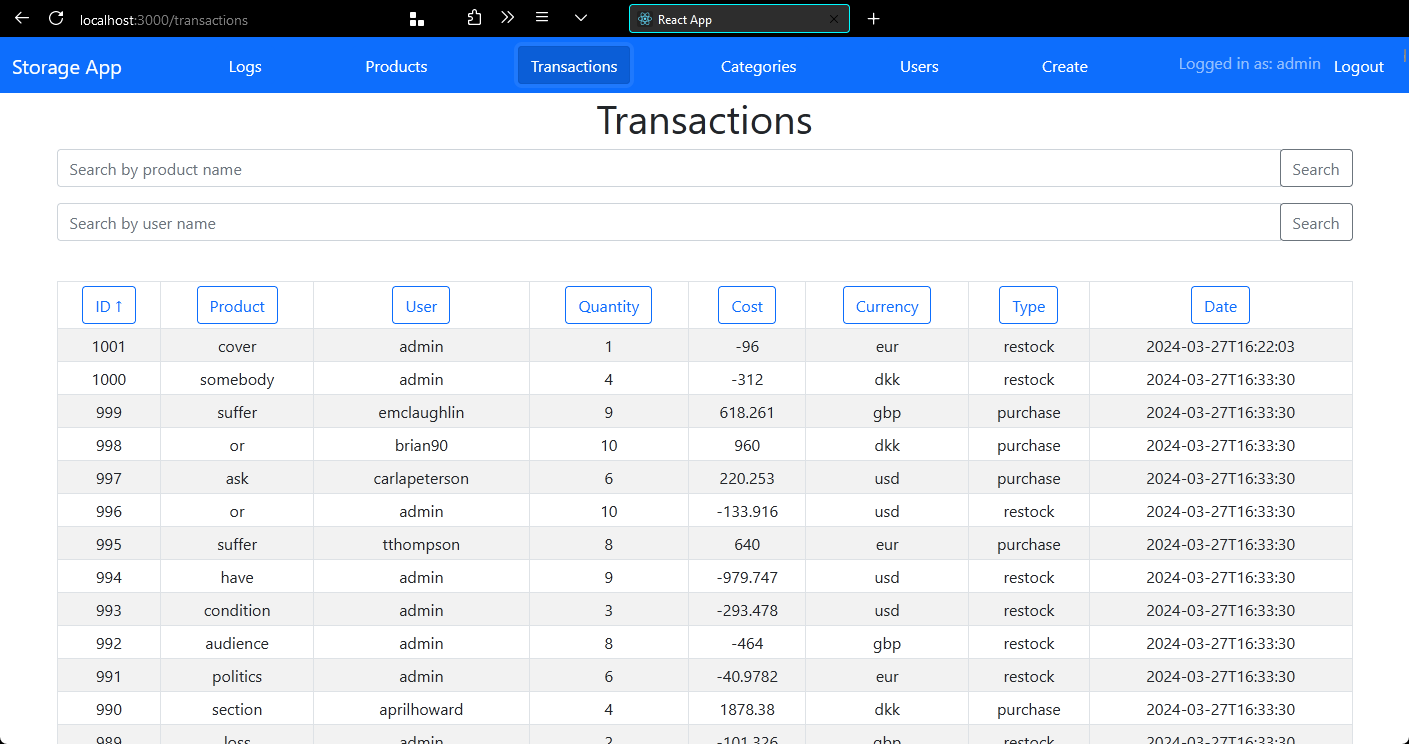 localhost:3000/transactions
React App
Storage App Logs Products Transactions Categories Users Create Logged in as: admin Logout
Transactions
Search by product name Search
Search by user name Search
ID ↑ Product User Quantity Cost Currency Type Date
1001 cover admin 1 -96 eur restock 2024-03-27T16:22:03
1000 somebody admin 4 -312 dkk restock 2024-03-27T16:33:30
999 suffer emclaughlin 9 618.261 gbp purchase 2024-03-27T16:33:30
998 or brian90 10 960 dkk purchase 2024-03-27T16:33:30
997 ask carlapeterson 6 220.253 usd purchase 2024-03-27T16:33:30
996 or admin 10 -133.916 usd restock 2024-03-27T16:33:30
995 suffer tthompson 8 640 eur purchase 2024-03-27T16:33:30
994 have admin 9 -979.747 usd restock 2024-03-27T16:33:30
993 condition admin 3 -293.478 usd restock 2024-03-27T16:33:30
992 audience admin 8 -464 gbp restock 2024-03-27T16:33:30
991 politics admin 6 -40.9782 eur restock 2024-03-27T16:33:30
990 section aprilhoward 4 1878.38 dkk purchase 2024-03-27T16:33:30
989 loss admin 2 -101.326 gbp restock 2024-03-27T16:33:30